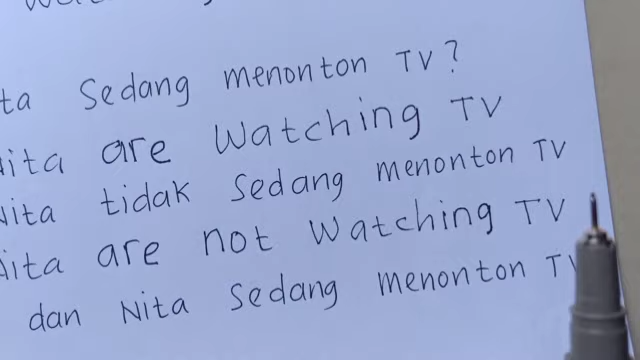 Sedang menonton TV?
Nita are Watching TV
Nita tidak Sedang menonton TV
Nita are not Watching TV
dan Nita Sedang menonton TV